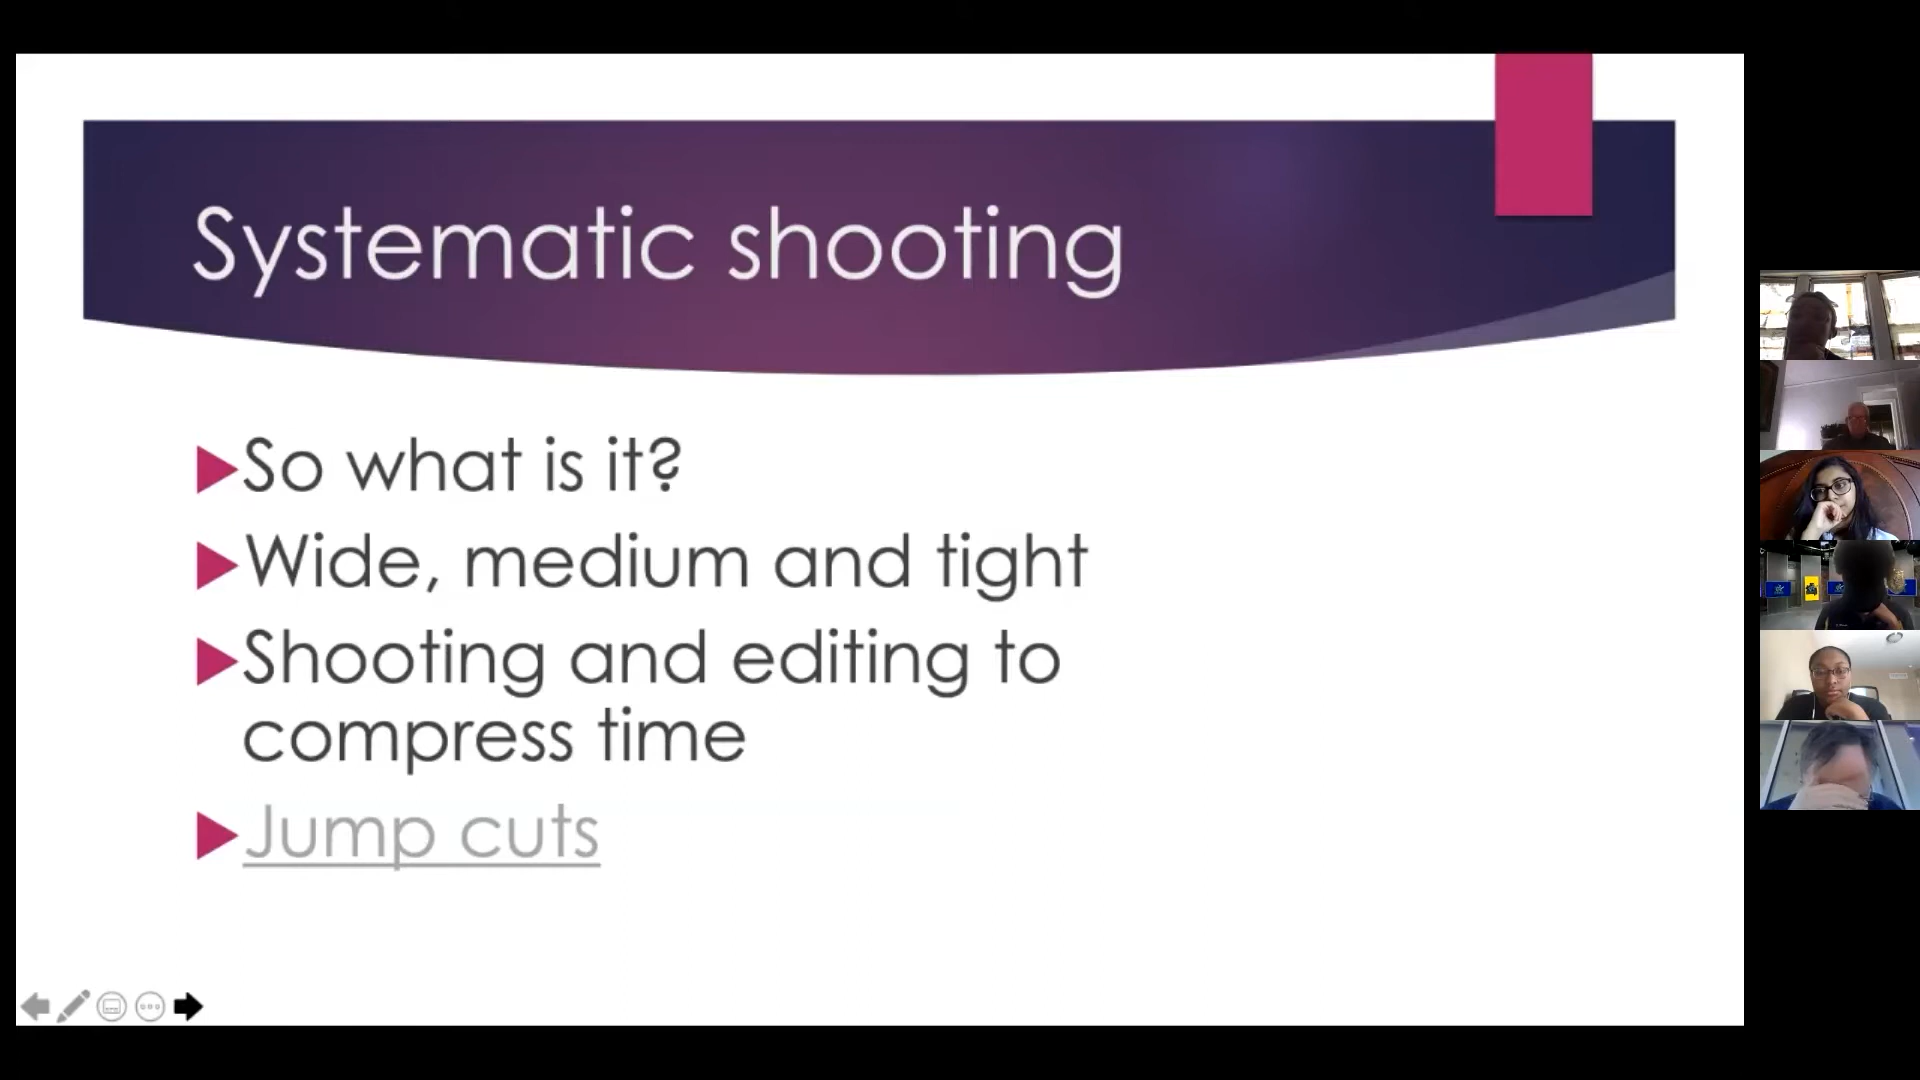 Systematic shooting
So what is it?
Wide, medium and tight
Shooting and editing to
compress time
Jump cuts